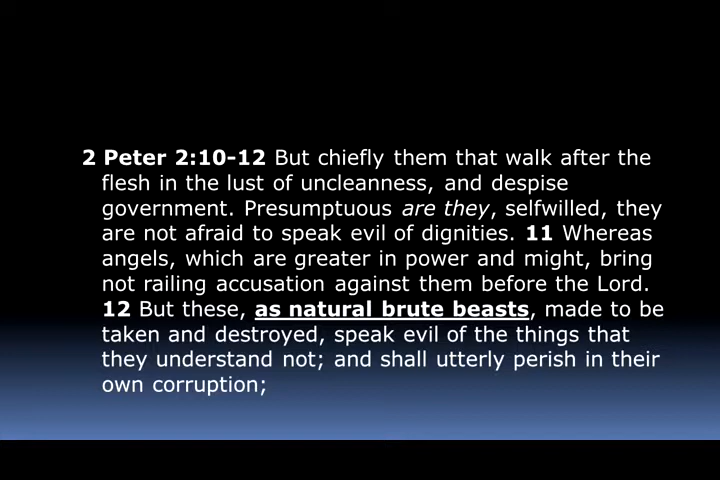 2 Peter 2:10-12 But chiefly them that walk after the
flesh in the lust of uncleanness, and despise
government. Presumptuous are they, selfwilled, they
are not afraid to speak evil of dignities. 11 Whereas
angels, which are greater in power and might, bring
not railing accusation against them before the Lord.
12 But these, as natural brute beasts, made to be
taken and destroyed, speak evil of the things that
they understand not; and shall utterly perish in their
own corruption;